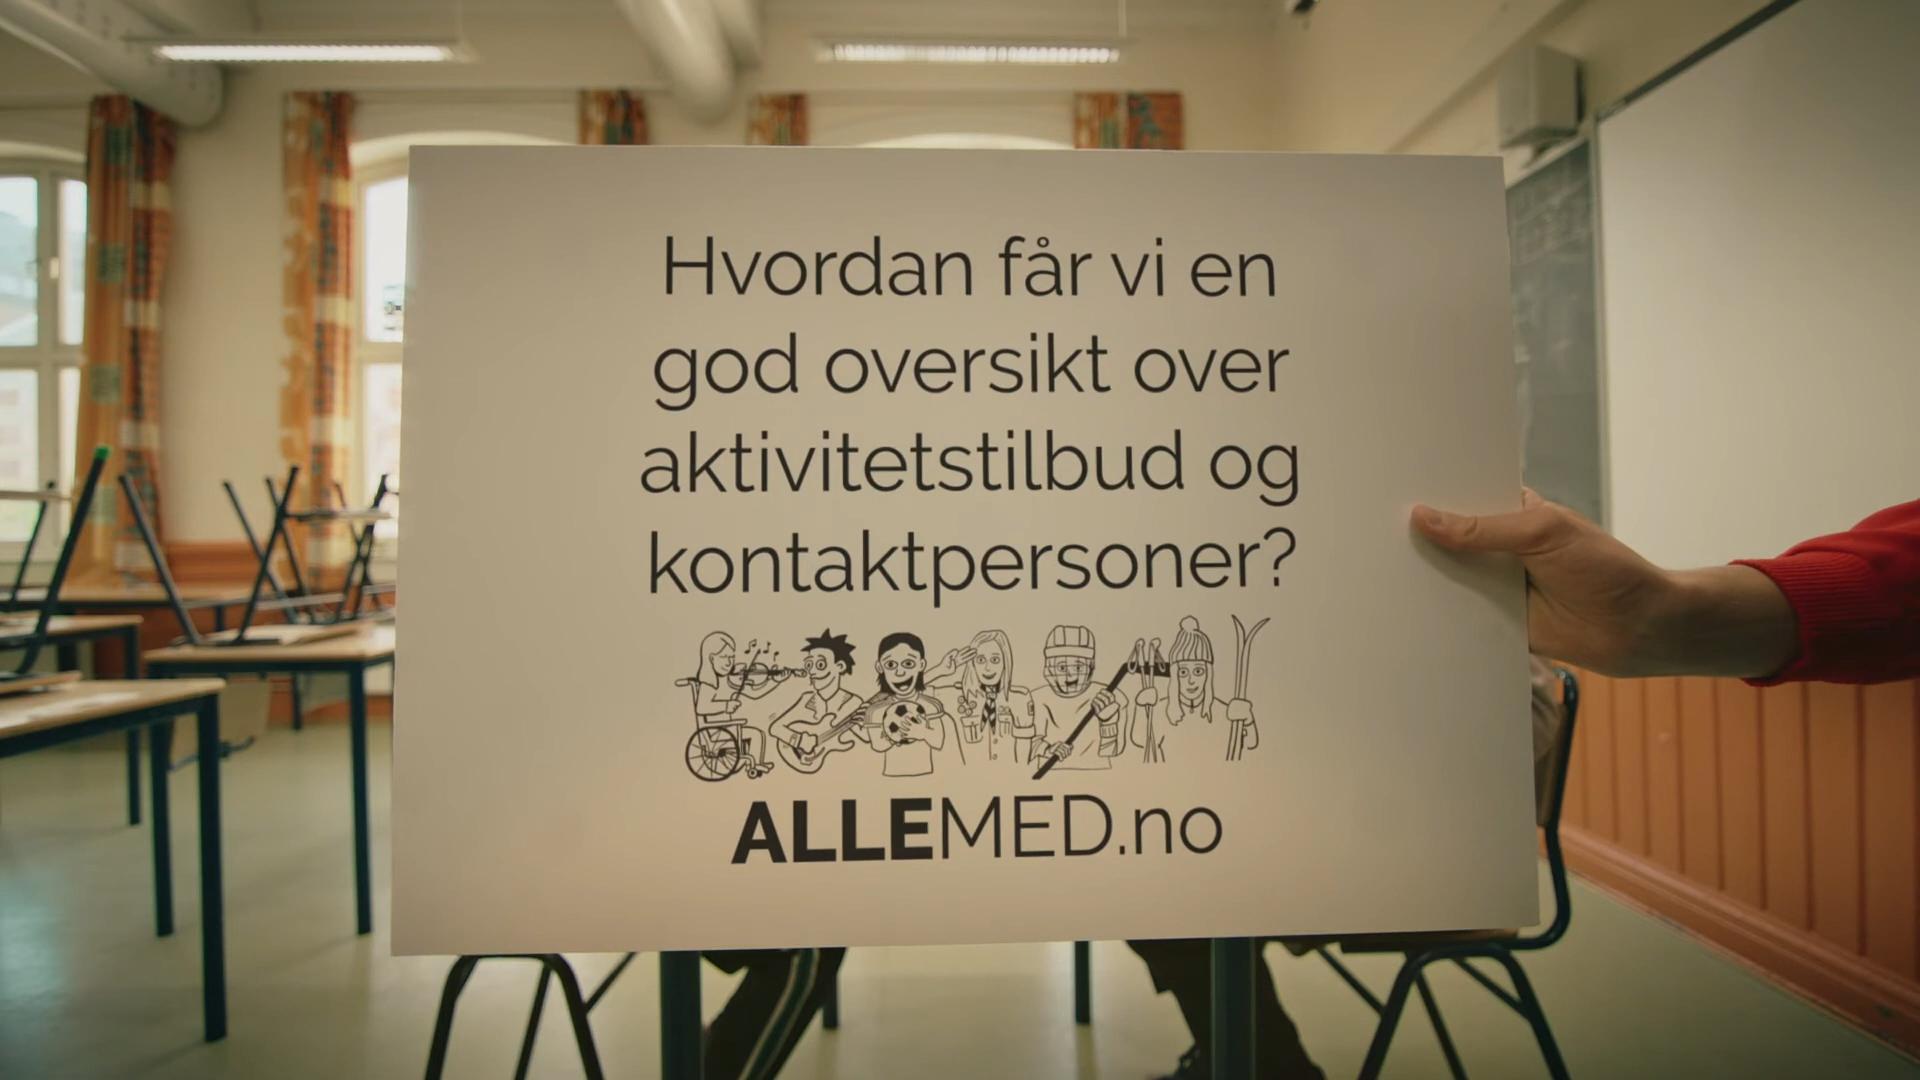 Hvordan får vi en
god oversikt over
aktivitetstilbud og
kontaktpersoner?
ALLEMED.no